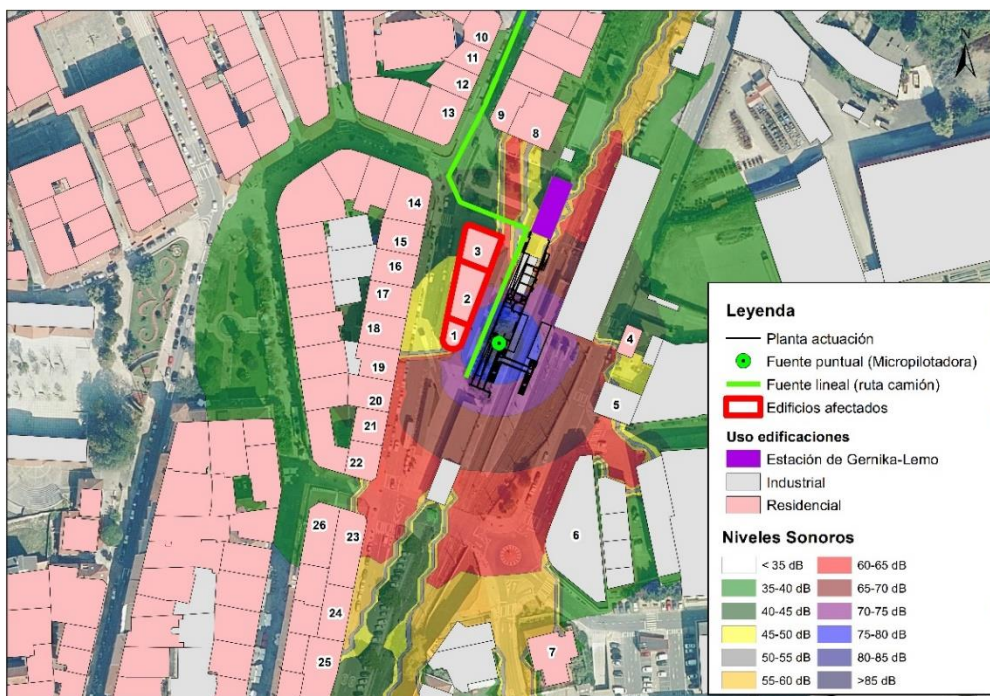 10
11
12
13
9
8
14
15
16
17
18
19
20
21
22
3
2
1
4
5
6
26
23
24
25
7
N
Leyenda
Planta actuación
Fuente puntual (Micropilotadora)
Fuente lineal (ruta camión)
Edificios afectados
Uso edificaciones
Estación de Gernika-Lemo
Industrial
Residencial
Niveles Sonoros
< 35 dB 60-65 dB
35-40 dB 65-70 dB
40-45 dB 70-75 dB
45-50 dB 75-80 dB
50-55 dB 80-85 dB
55-60 dB >85 dB